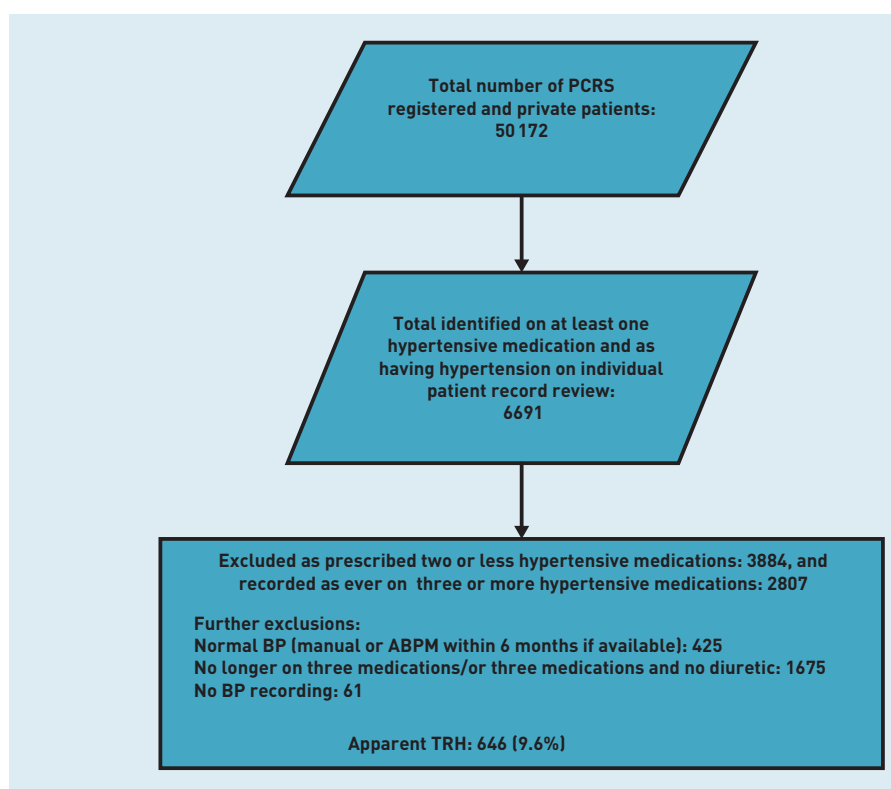 Total number of PCRS
registered and private patients:
50 172
Total identified on at least one
hypertensive medication and as
having hypertension on individual
patient record review:
6691
Excluded as prescribed two or less hypertensive medications: 3884, and
recorded as ever on three or more hypertensive medications: 2807
Further exclusions:
Normal BP (manual or ABPM within 6 months if available): 425
No longer on three medications/or three medications and no diuretic: 1675
No BP recording: 61
Apparent TRH: 646 (9.6%)